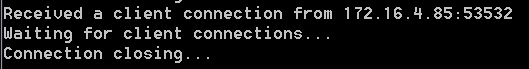 Received a client connection from 172.16.4.85:53532
Waiting for client connections...
Connection closing...